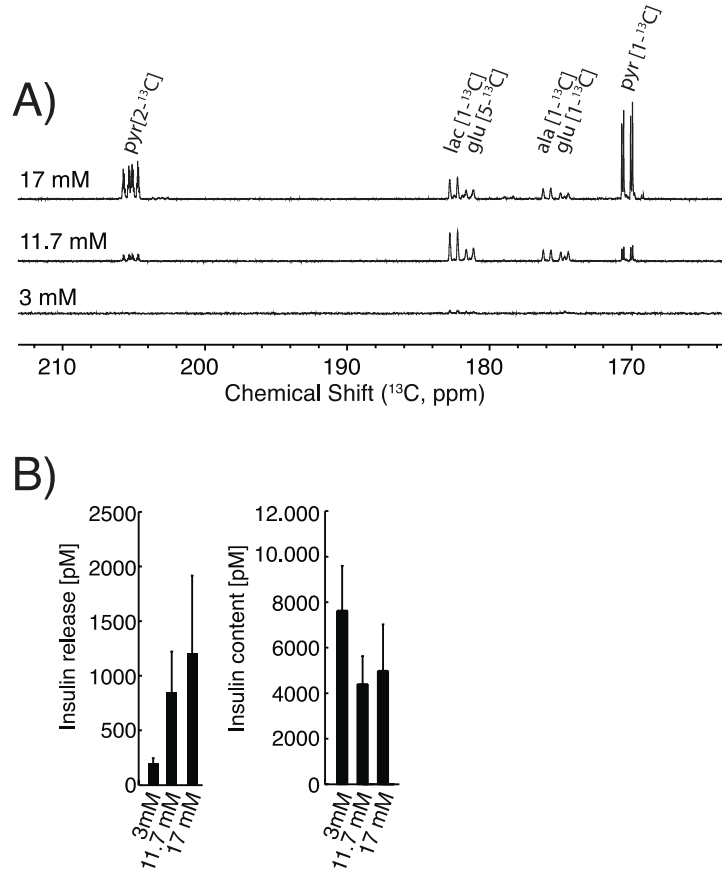 A)
pyr[2-¹³C]
lac [1-¹³C]
glu [5-¹³C]
ala [1-¹³C]
glu [1-¹³C]
pyr [1-¹³C]
17 mM
11.7 mM
3 mM
210 200 190 180 170
Chemical Shift (¹³C, ppm)
B)
Insulin release [pM]
2500
2000
1500
1000
500
0
3mM
11.7 mM
17 mM
Insulin content [pM]
12.000
10.000
8000
6000
4000
2000
0
3mM
11.7 mM
17 mM